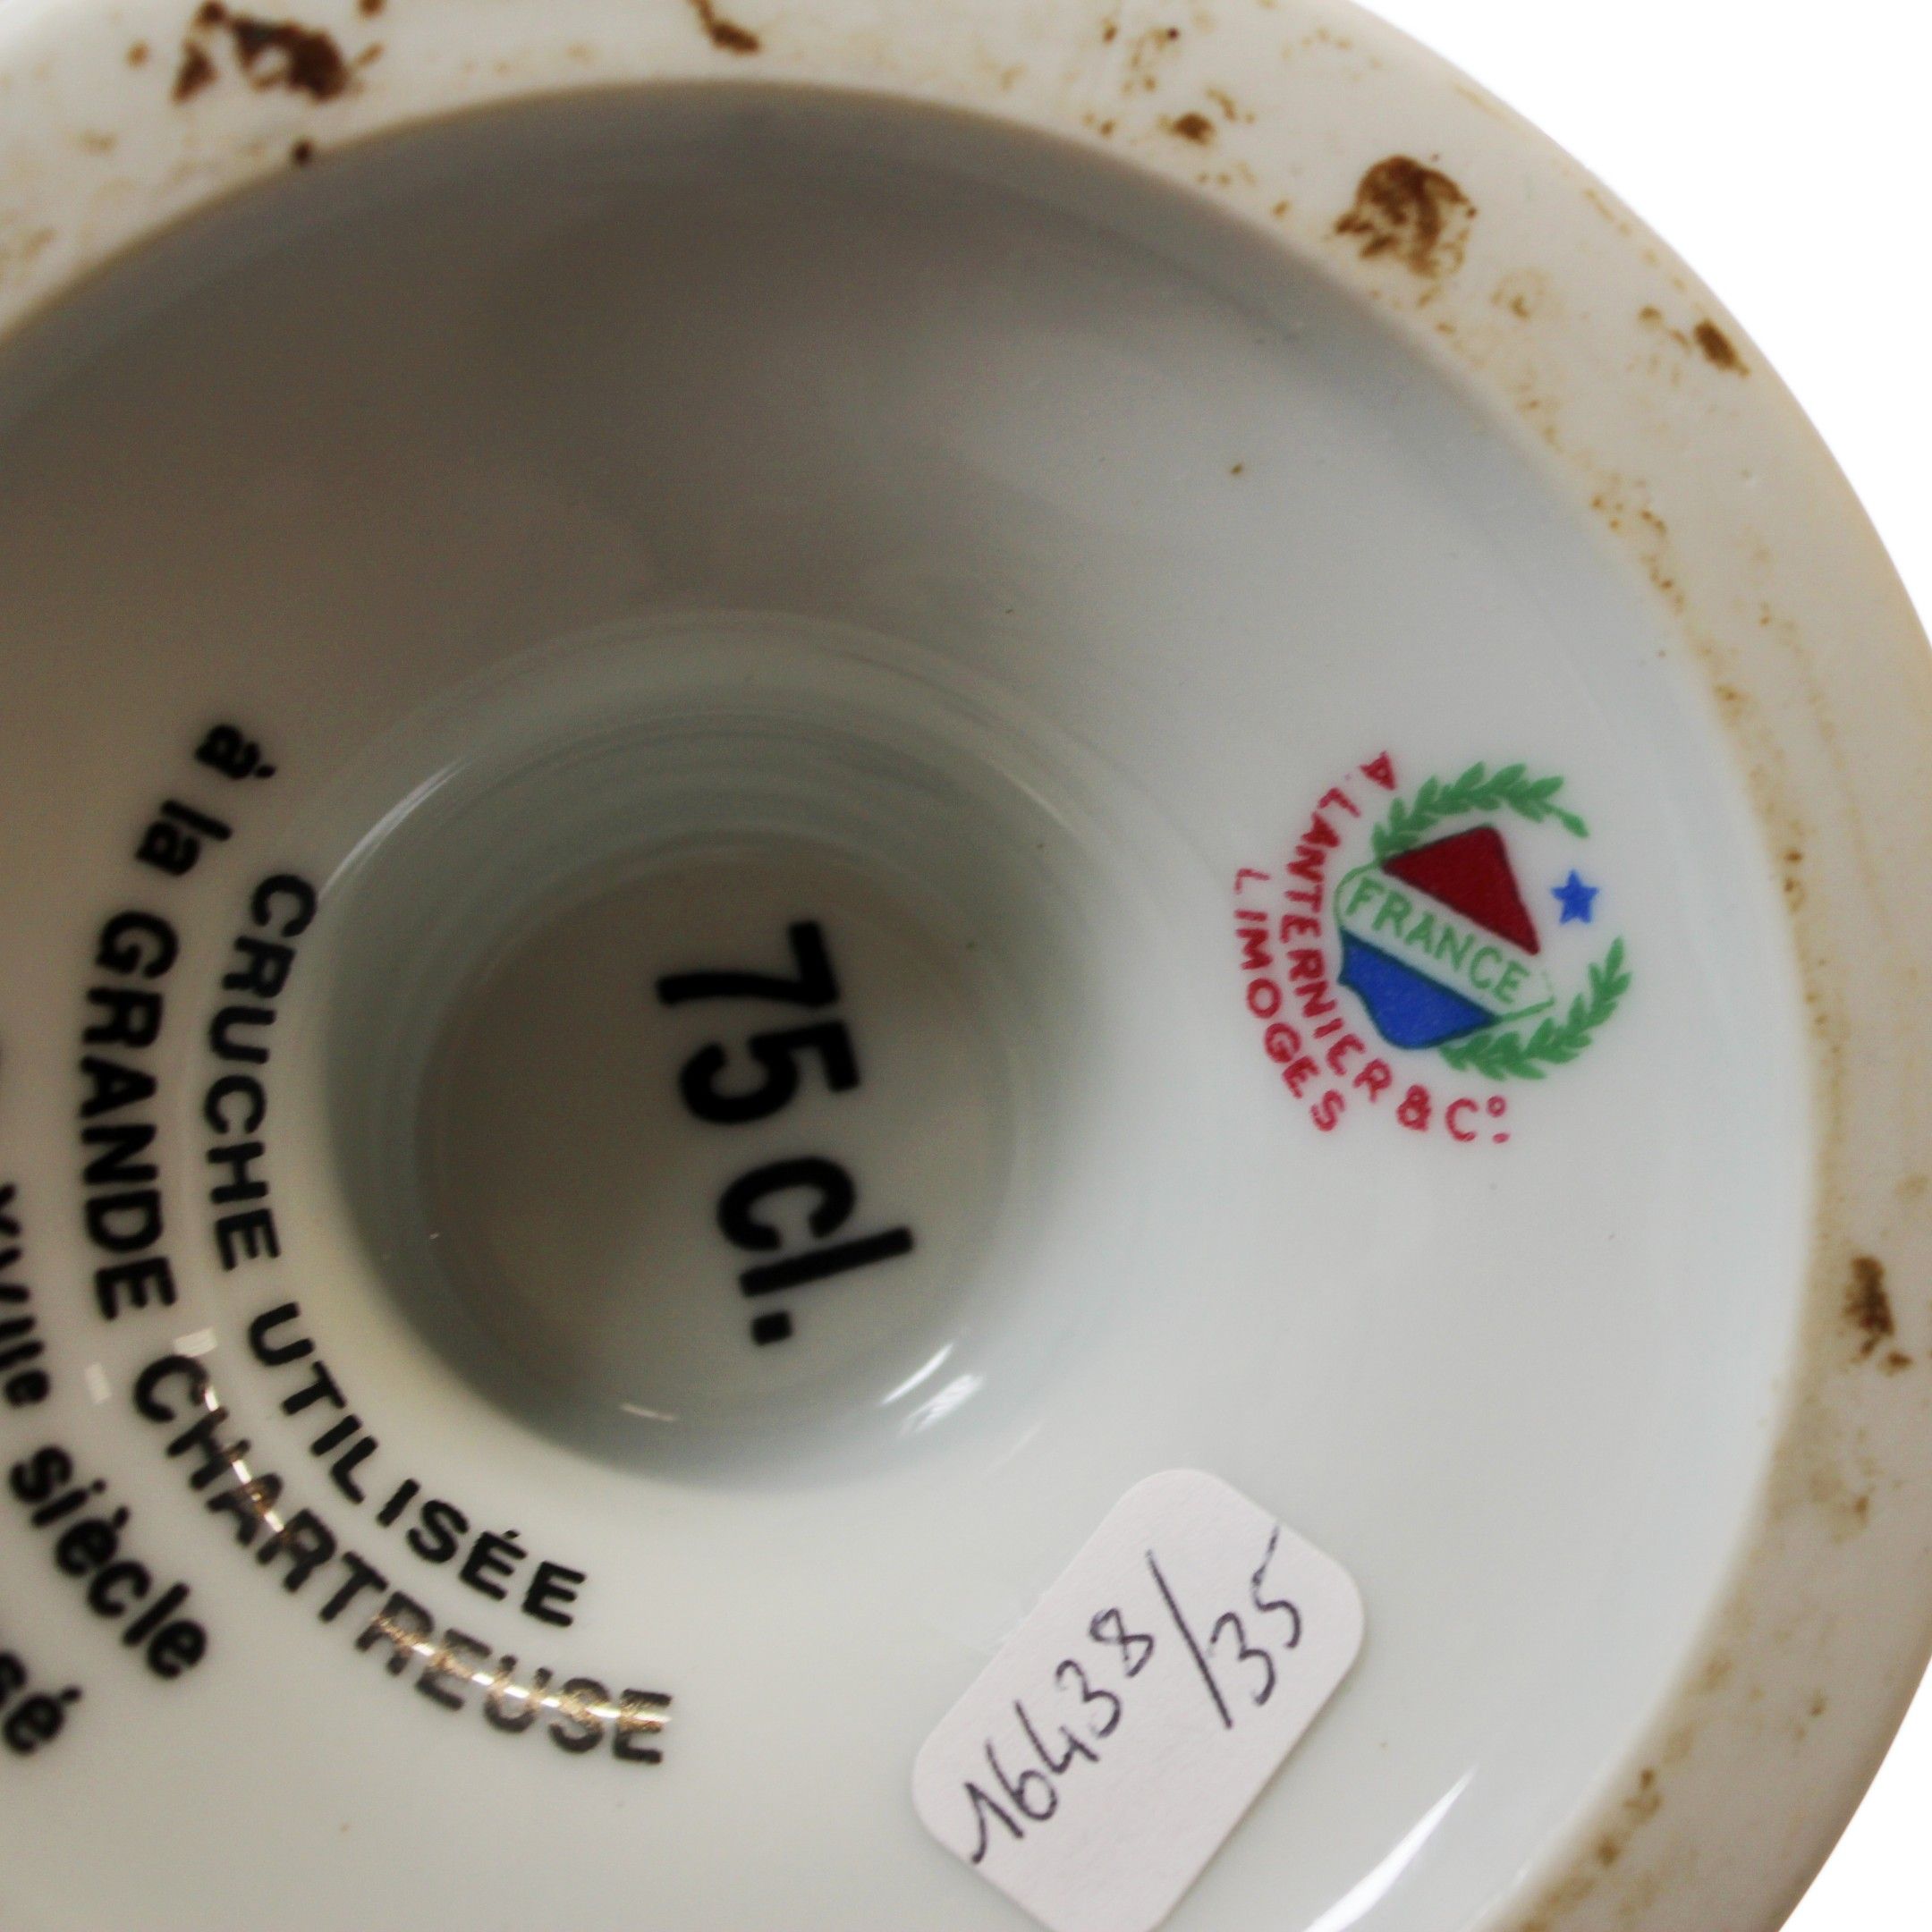 CRUCHE UTILISÉE
à la GRANDE CHARTREUSE
siècle
75 cl.
FRANCE
A LANTERNIER & Cº.
LIMOGES
16438/35